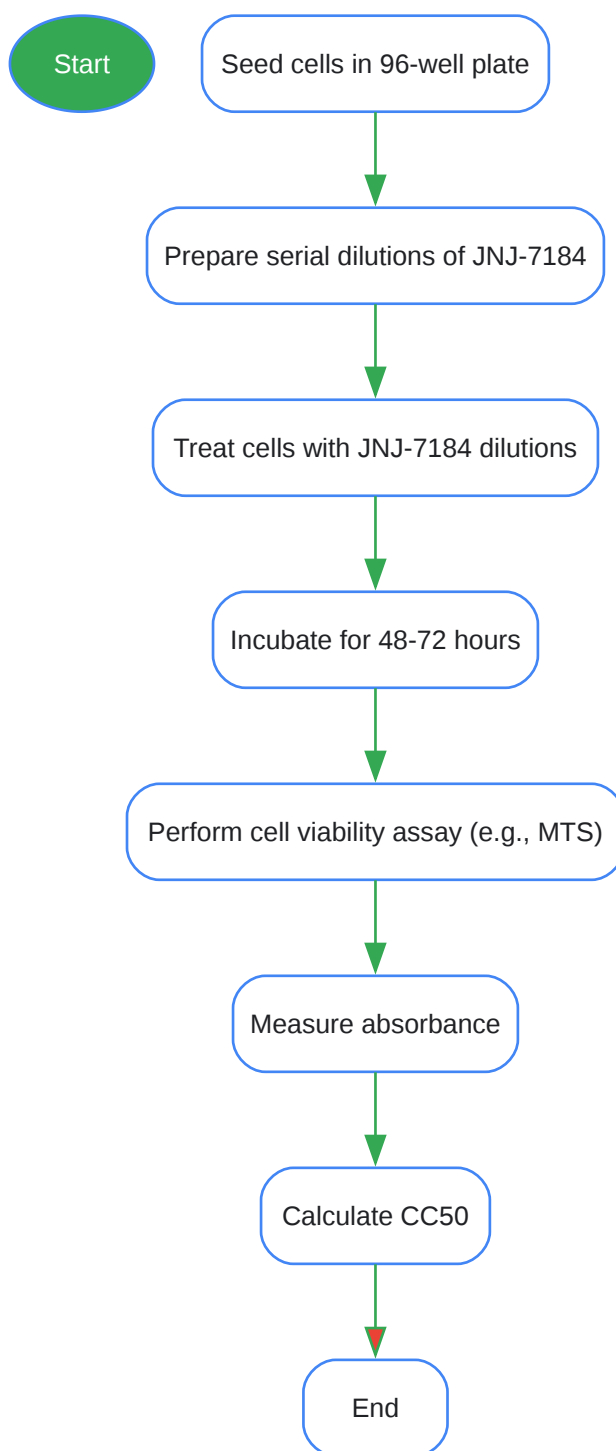 Start
Seed cells in 96-well plate
Prepare serial dilutions of JNJ-7184
Treat cells with JNJ-7184 dilutions
Incubate for 48-72 hours
Perform cell viability assay (e.g., MTS)
Measure absorbance
Calculate CC50
End